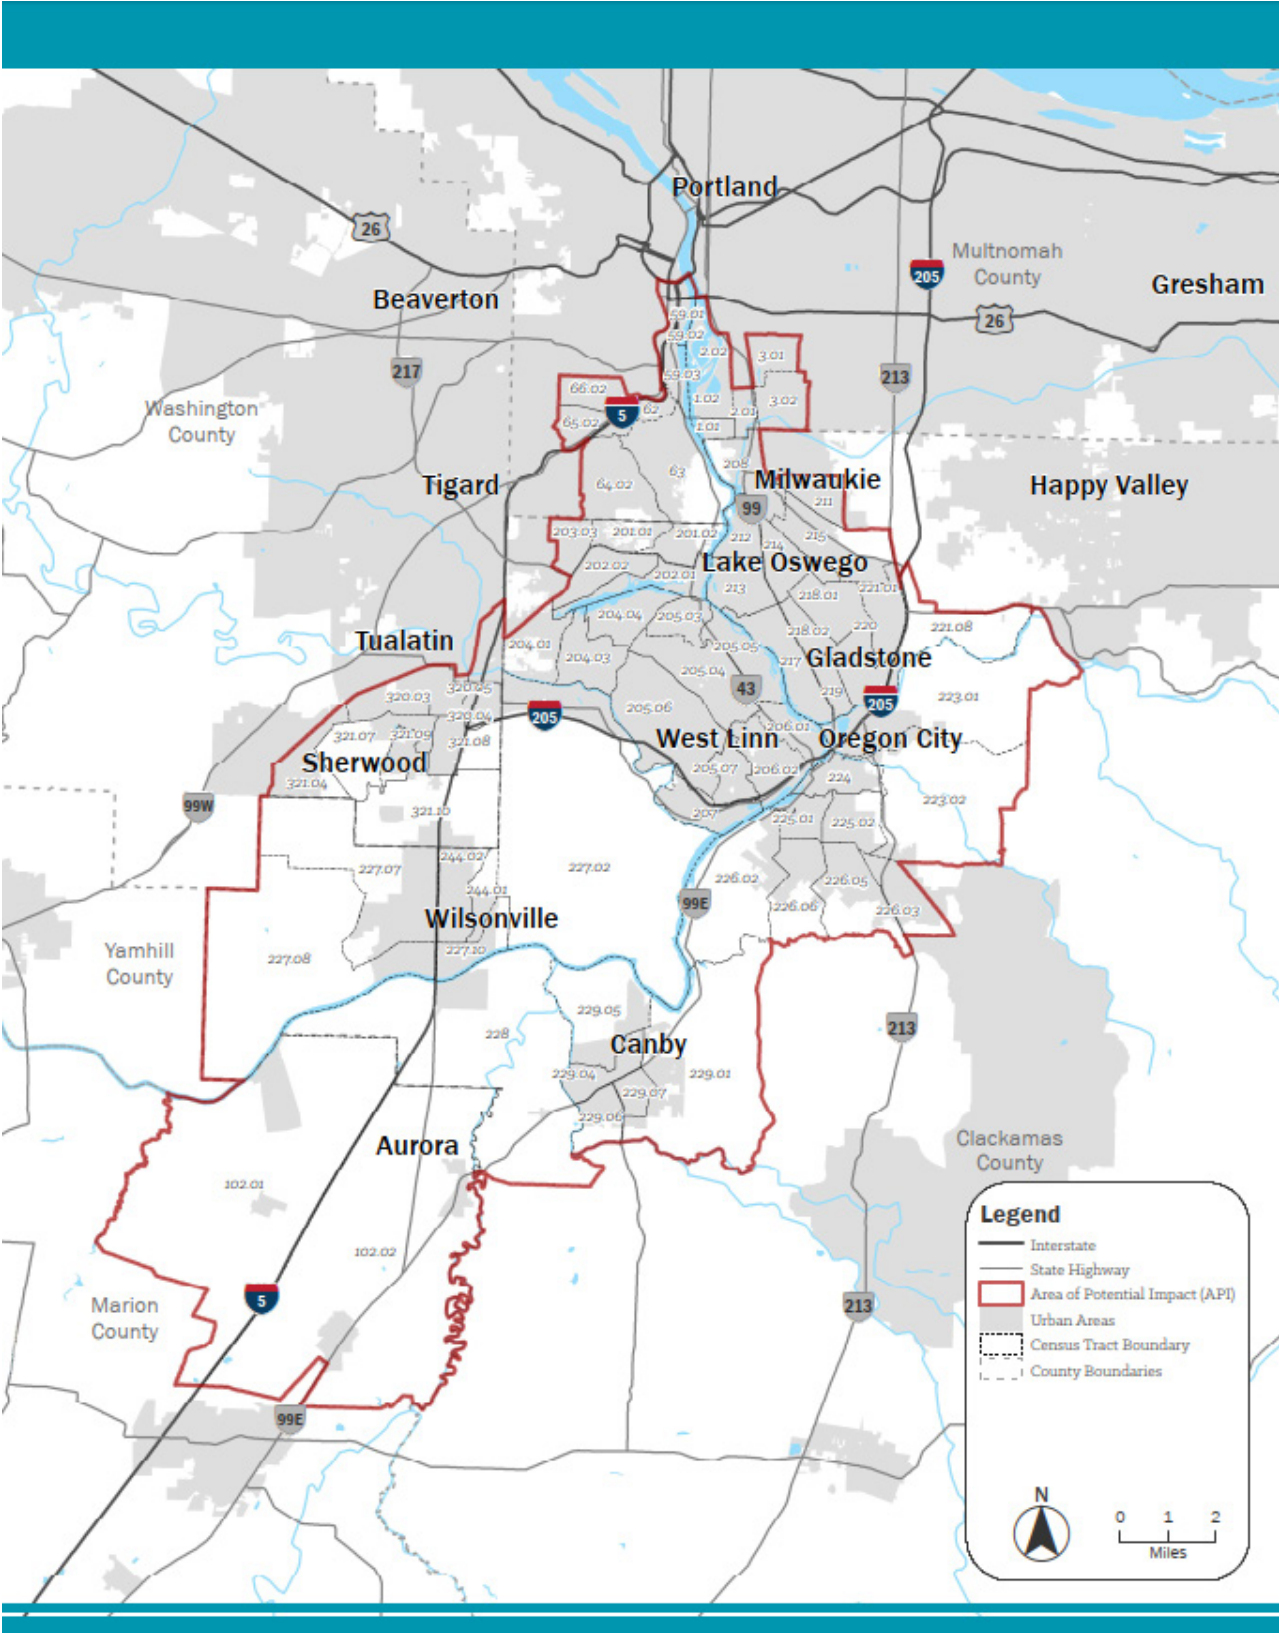 Portland
26
Multnomah
County
205
Gresham
Beaverton
26
59.01
59.02
2.02
3.01
217
59.03
213
66.02
5
62
1.02
2.01
3.02
Washington
County
65.02
1.01
63
208
Tigard
64.02
Milwaukie
Happy Valley
99
211
203.03
201.01
201.02
212
214
215
202.02
202.01
Lake Oswego
213
218.01
221.01
204.04
205.03
218.02
220
221.08
Tualatin
204.01
204.03
205.05
217
Gladstone
205.04
43
219
205
223.01
320.03
320.05
320.04
205
205.06
206.01
321.07
321.09
321.08
West Linn
Oregon City
Sherwood
205.07
206.02
224
321.04
223.02
99W
321.10
207
225.01
225.02
244.02
227.07
227.02
226.02
226.05
244.01
99E
226.06
226.03
Wilsonville
Yamhill
County
227.10
227.08
229.05
228
213
Canby
229.04
229.01
229.07
229.06
Aurora
Clackamas
County
102.01
102.02
5
Marion
County
213
99E
Legend
Interstate
State Highway
Area of Potential Impact (API)
Urban Areas
Census Tract Boundary
County Boundaries
N
0 1 2
Miles